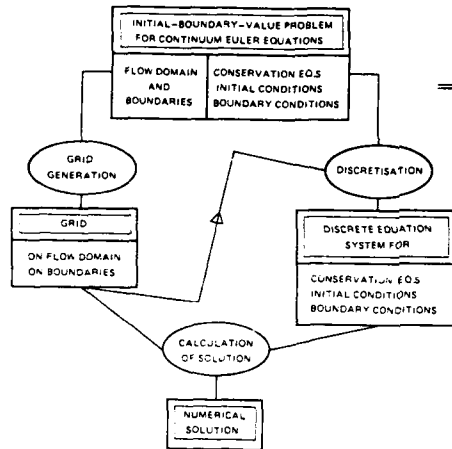 INITIAL-BOUNDARY-VALUE PROBLEM
FOR CONTINUUM EULER EQUATIONS
FLOW DOMAIN
AND
BOUNDARIES
CONSERVATION EQ.S
INITIAL CONDITIONS
BOUNDARY CONDITIONS
GRID
GENERATION
DISCRETISATION
GRID
ON FLOW DOMAIN
ON BOUNDARIES
DISCRETE EQUATION
SYSTEM FOR
CONSERVATION EQ.S
INITIAL CONDITIONS
BOUNDARY CONDITIONS
CALCULATION
OF SOLUTION
NUMERICAL
SOLUTION